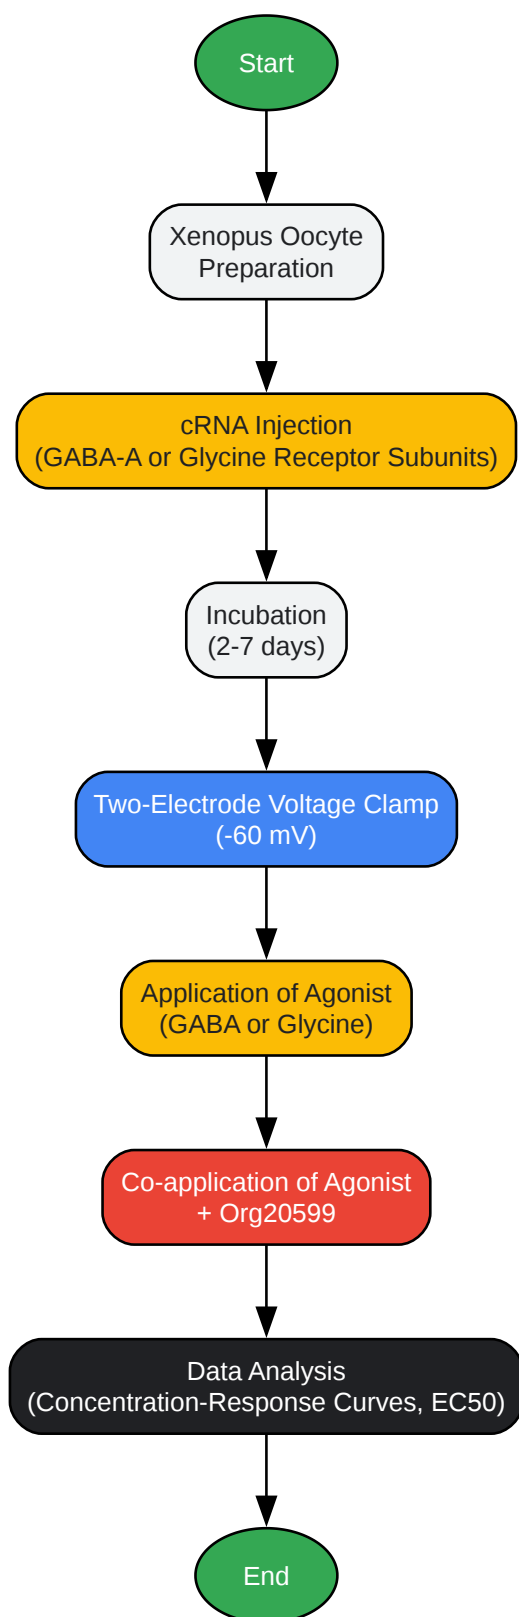 Start
Xenopus Oocyte
Preparation
cRNA Injection
(GABA-A or Glycine Receptor Subunits)
Incubation
(2-7 days)
Two-Electrode Voltage Clamp
(-60 mV)
Application of Agonist
(GABA or Glycine)
Co-application of Agonist
+ Org20599
Data Analysis
(Concentration-Response Curves, EC50)
End